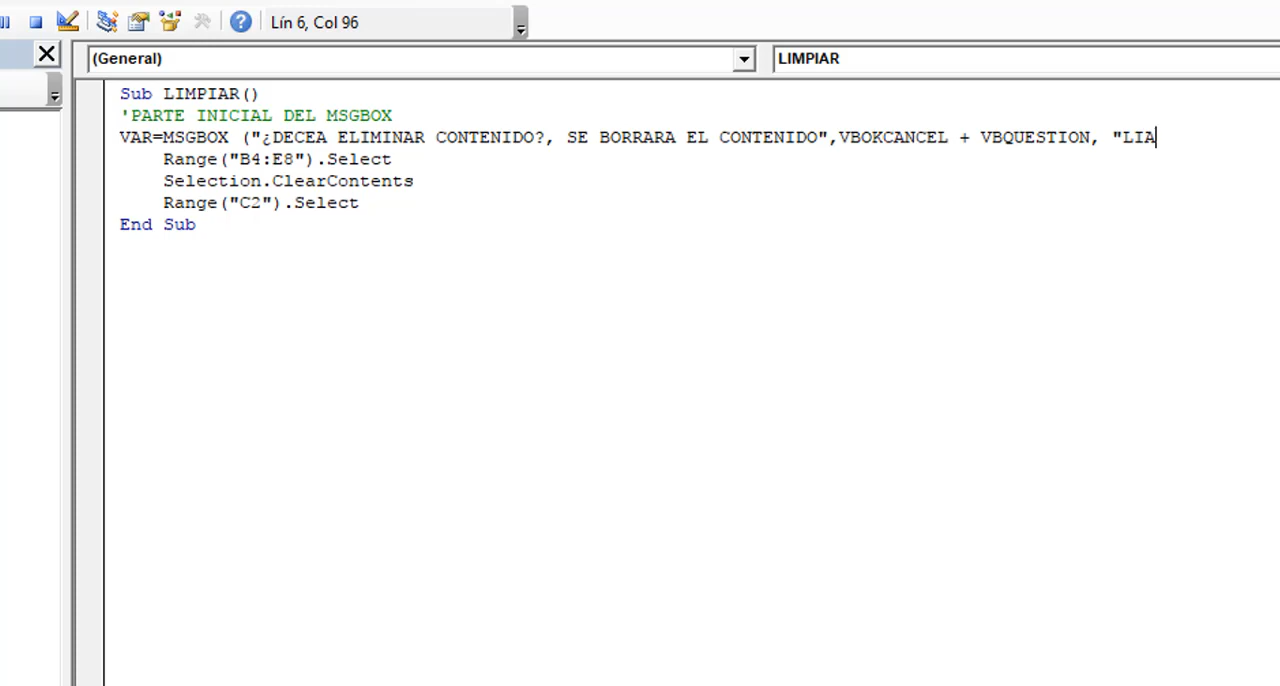 Lín 6, Col 96
(General)
LIMPIAR
Sub LIMPIAR()
'PARTE INICIAL DEL MSGBOX
VAR=MSGBOX ("¿DECEA ELIMINAR CONTENIDO?, SE BORRARA EL CONTENIDO",VBOKCANCEL + VBQUESTION, "LIA
Range("B4:E8").Select
Selection.ClearContents
Range("C2").Select
End Sub